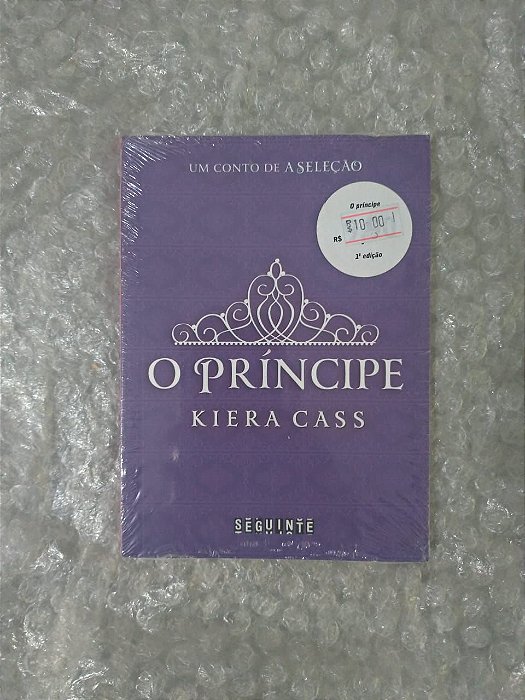 UM CONTO DE A SELEÇÃO
O príncipe
$10 00
R$
1ª edição
O PRÍNCIPE
KIERA CASS
SEGUINTE